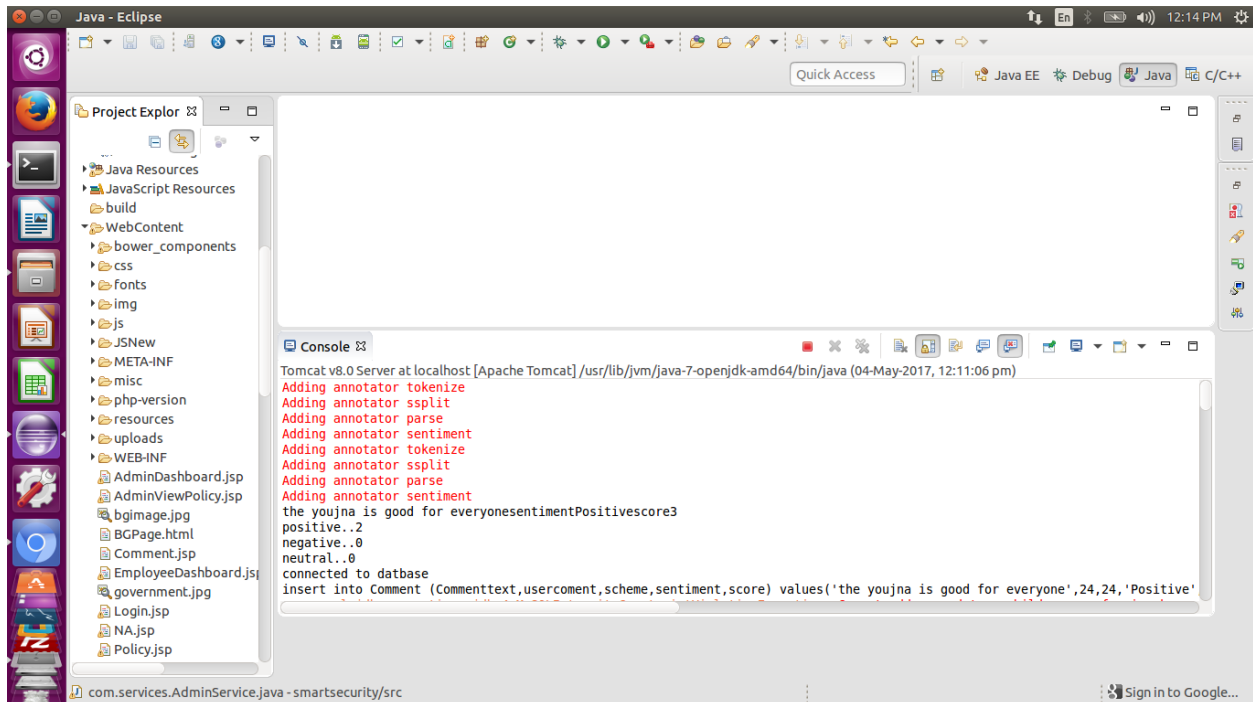 Java - Eclipse
En
12:14 PM
Quick Access
Java EE
Debug
Java
C/C++
Project Explor
Java Resources
JavaScript Resources
build
WebContent
bower_components
css
fonts
img
js
JSNew
META-INF
misc
php-version
resources
uploads
WEB-INF
AdminDashboard.jsp
AdminViewPolicy.jsp
bgimage.jpg
BGPage.html
Comment.jsp
EmployeeDashboard.jsp
government.jpg
Login.jsp
NA.jsp
Policy.jsp
Console
Tomcat v8.0 Server at localhost [Apache Tomcat] /usr/lib/jvm/java-7-openjdk-amd64/bin/java (04-May-2017, 12:11:06 pm)
Adding annotator tokenize
Adding annotator ssplit
Adding annotator parse
Adding annotator sentiment
Adding annotator tokenize
Adding annotator ssplit
Adding annotator parse
Adding annotator sentiment
the youjna is good for everyonesentimentPositivescore3
positive..2
negative..0
neutral..0
connected to datbase
insert into Comment (Commenttext,usercoment,scheme,sentiment,score) values('the youjna is good for everyone',24,24,'Positive'
com.services.AdminService.java - smartsecurity/src
Sign in to Google...